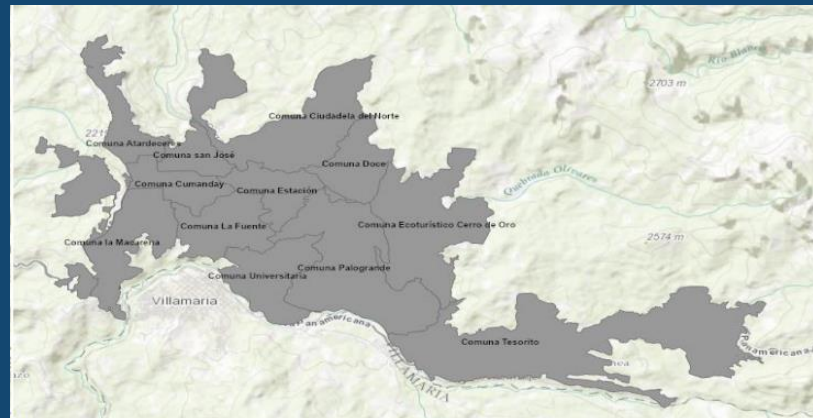 Río Blanco
2703 m
Comuna Ciudadela del Norte
Comuna Atardeceres
Comuna san José
Comuna Doce
Quebrada Olivares
Comuna Cumanday
Comuna Estación
Comuna La Fuente
Comuna Ecoturístico Cerro de Oro
2574 m
Comuna la Macarena
Comuna Palogrande
Comuna Universitaria
Villamaria
Panamericana
VILLAMARIA
Comuna Tesorito
Panamericana